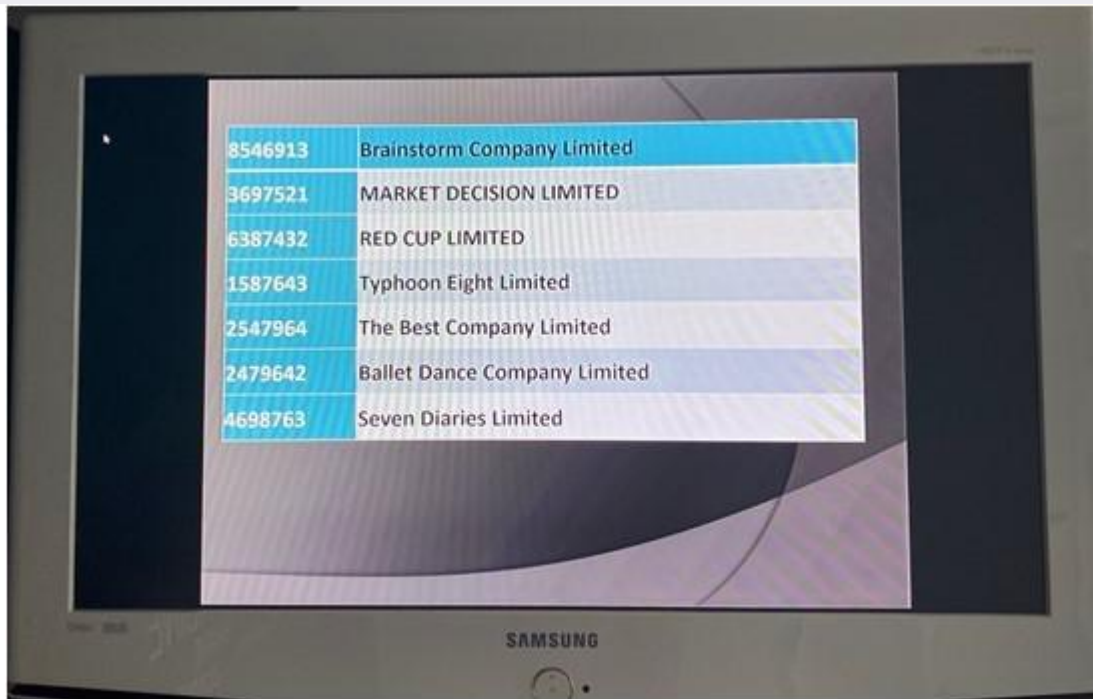 8546913 Brainstorm Company Limited
3697521 MARKET DECISION LIMITED
6387432 RED CUP LIMITED
1587643 Typhoon Eight Limited
2547964 The Best Company Limited
2479642 Ballet Dance Company Limited
4698763 Seven Diaries Limited
SAMSUNG